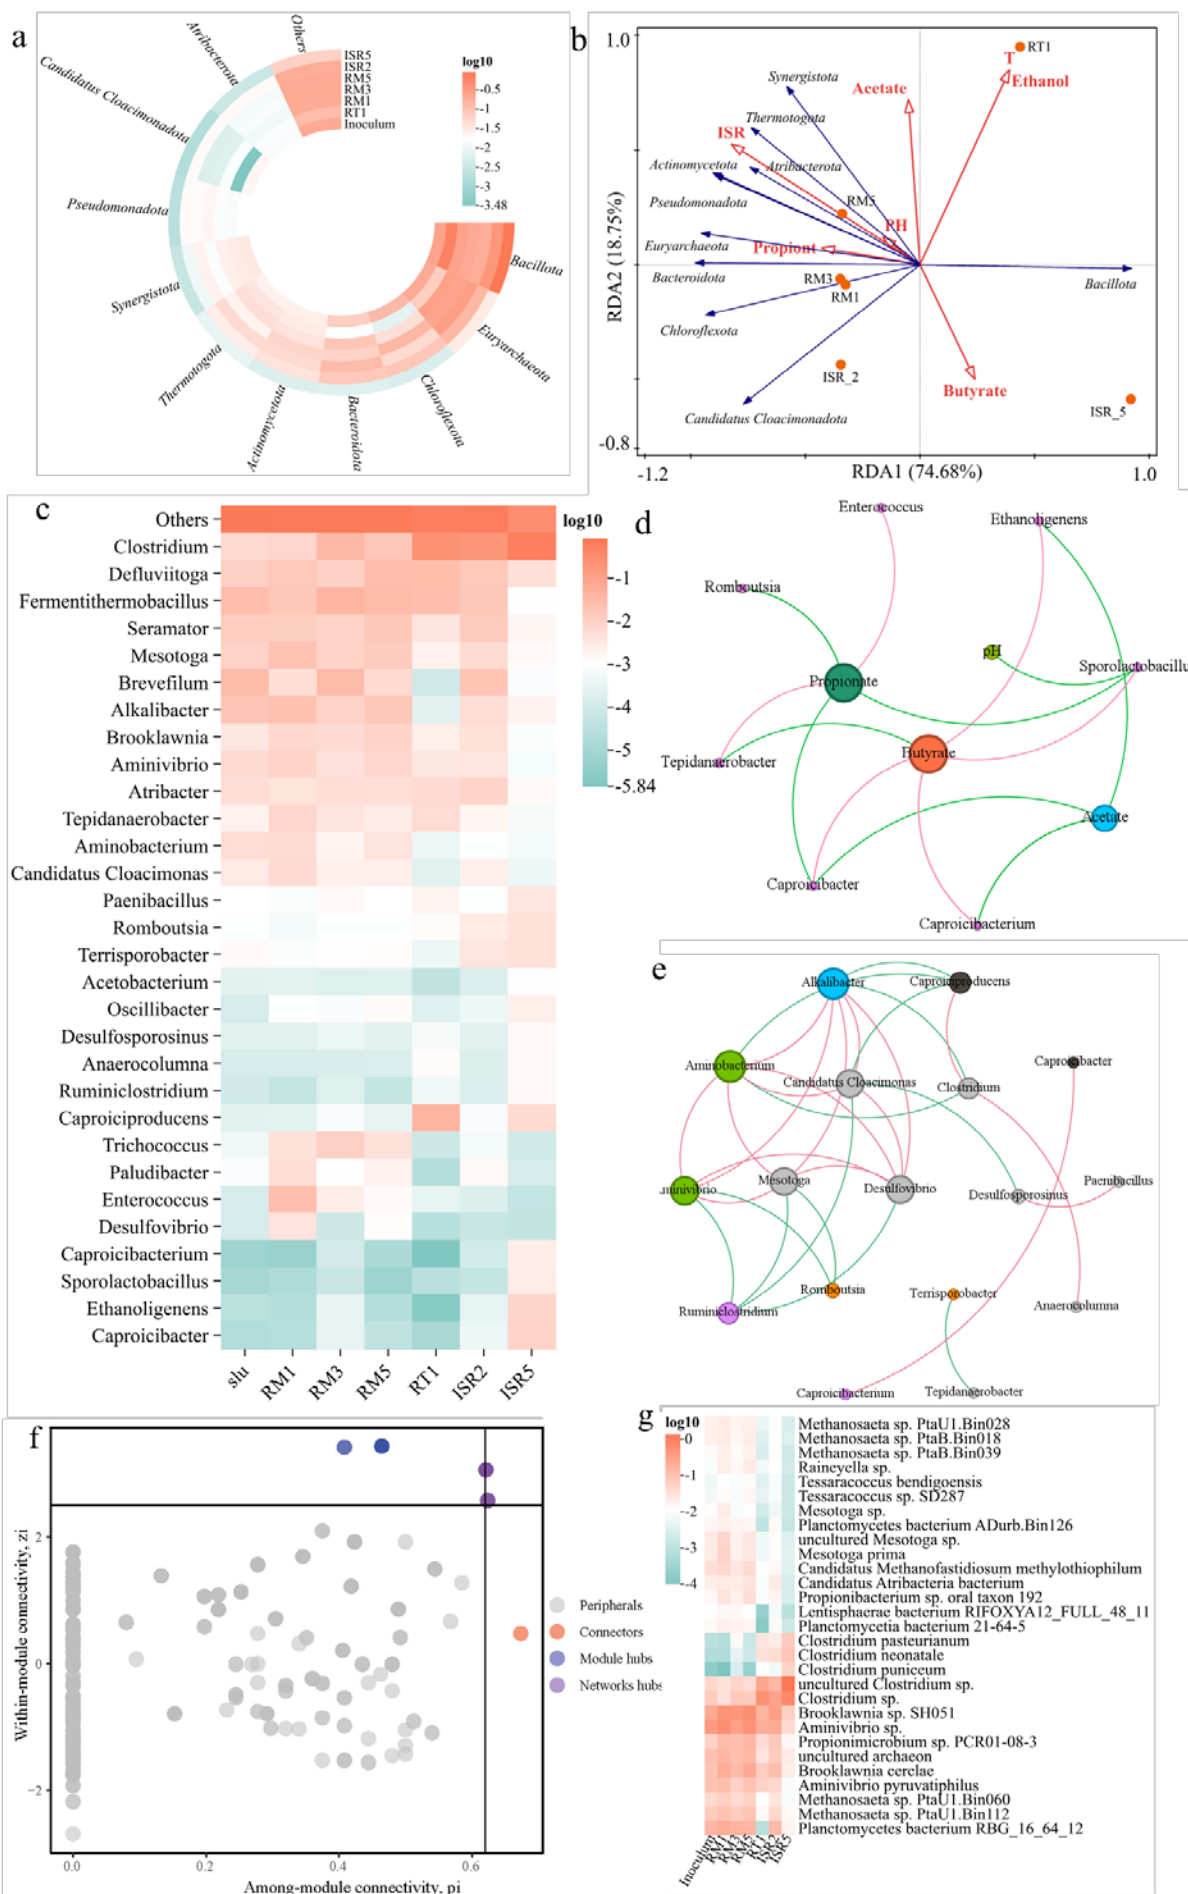 a
Others
Atribacterota
Candidatus Cloacimonadota
Pseudomonadota
Synergistota
Thermotogota
Actinomycetota
Bacteroidota
Chloroflexota
Euryarchaeota
Bacillota
ISR5
ISR2
RM5
RM3
RM1
RT1
Inoculum
log10
-0.5
-1
-1.5
-2
-2.5
-3
-3.48
b
1.0
RDA2 (18.75%)
-0.8
-1.2
RDA1 (74.68%)
1.0
RT1
T
Ethanol
Synergistota
Acetate
Thermotogota
ISR
Actinomycetota
Atribacterota
Pseudomonadota
RM5
PH
Euryarchaeota
Propiont
Bacteroidota
RM3
RM1
Bacillota
Chloroflexota
ISR_2
Butyrate
Candidatus Cloacimonadota
ISR_5
c
Others
Clostridium
Defluviitoga
Fermentithermobacillus
Seramator
Mesotoga
Brevefilum
Alkalibacter
Brooklawnia
Aminivibrio
Atribacter
Tepidanaerobacter
Aminobacterium
Candidatus Cloacimonas
Paenibacillus
Romboutsia
Terrisporobacter
Acetobacterium
Oscillibacter
Desulfosporosinus
Anaerocolumna
Ruminiclostridium
Caproiciproducens
Trichococcus
Paludibacter
Enterococcus
Desulfovibrio
Caproicibacterium
Sporolactobacillus
Ethanoligenens
Caproicibacter
slu
RM1
RM3
RM5
RT1
ISR2
ISR5
log10
-1
-2
-3
-4
-5
-5.84
d
Enterococcus
Ethanoligenens
Romboutsia
pH
Sporolactobacillu
Propionate
Butyrate
Tepidanaerobacter
Acetate
Caproicibacter
Caproicibacterium
e
Alkalibacter
Caproiciproducens
Aminobacterium
Caproicibacter
Candidatus Cloacimonas
Clostridium
minivibrio
Mesotoga
Desulfovibrio
Desulfosporosinus
Paenibacillus
Romboutsia
Terrisporobacter
Anaerocolumna
Ruminiclostridium
Caproicibacterium
Tepidanaerobacter
f
Within-module connectivity, zi
2
0
-2
0.0
0.2
0.4
0.6
Among-module connectivity, pi
Peripherals
Connectors
Module hubs
Networks hubs
g
log10
0
-1
-2
-3
-4
Methanosaeta sp. PtaU1.Bin028
Methanosaeta sp. PtaB.Bin018
Methanosaeta sp. PtaB.Bin039
Raineyella sp.
Tessaracoccus bendigoensis
Tessaracoccus sp. SD287
Mesotoga sp.
Planctomycetes bacterium ADurb.Bin126
uncultured Mesotoga sp.
Mesotoga prima
Candidatus Methanofastidiosum methylothiophilum
Candidatus Atribacteria bacterium
Propionibacterium sp. oral taxon 192
Lentisphaerae bacterium RIFOXYA12_FULL_48_11
Planctomycetia bacterium 21-64-5
Clostridium pasteurianum
Clostridium neonatale
Clostridium puniceum
uncultured Clostridium sp.
Clostridium sp.
Brooklawnia sp. SH051
Aminivibrio sp.
Propionimicrobium sp. PCR01-08-3
uncultured archaeon
Brooklawnia cerclae
Aminivibrio pyruvatiphilus
Methanosaeta sp. PtaU1.Bin060
Methanosaeta sp. PtaU1.Bin112
Planctomycetes bacterium RBG_16_64_12
Inoculum
RM1
RM3
RM5
RT1
ISR2
ISR5